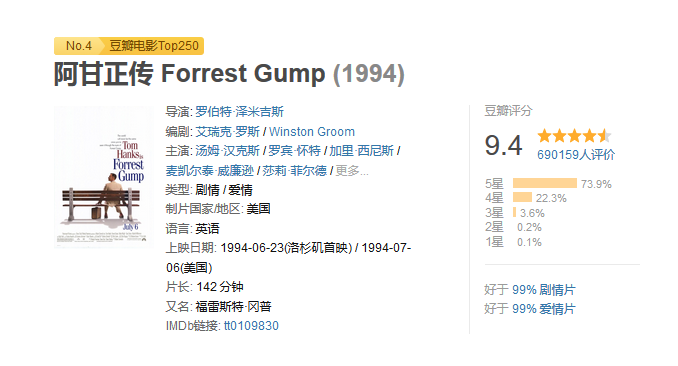 No.4 豆瓣电影Top250
阿甘正传 Forrest Gump (1994)
Tom
Hanks is
Forrest
Gump
July 6
导演: 罗伯特·泽米吉斯
编剧: 艾瑞克·罗斯 / Winston Groom
主演: 汤姆·汉克斯 / 罗宾·怀特 / 加里·西尼斯 /
麦凯尔泰·威廉逊 / 莎莉·菲尔德 / 更多...
类型: 剧情 / 爱情
制片国家/地区: 美国
语言: 英语
上映日期: 1994-06-23(洛杉矶首映) / 1994-07-
06(美国)
片长: 142 分钟
又名: 福雷斯特·冈普
IMDb链接: tt0109830
豆瓣评分
9.4
690159人评价
5星 73.9%
4星 22.3%
3星 3.6%
2星 0.2%
1星 0.1%
好于 99% 剧情片
好于 99% 爱情片